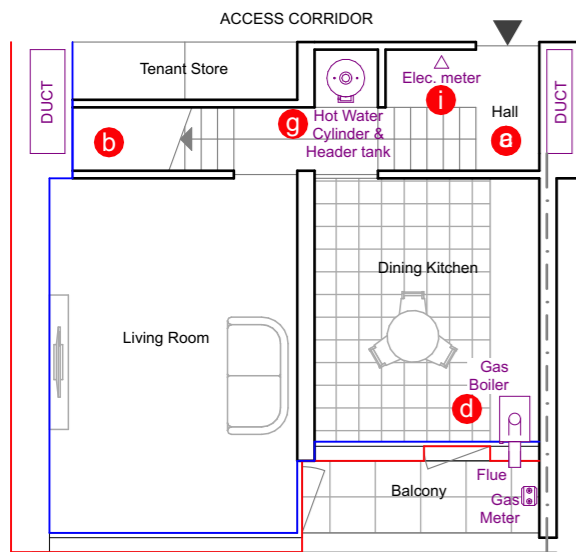 ACCESS CORRIDOR
Tenant Store
DUCT
Elec. meter
i
DUCT
Hall
Hot Water
Cylinder &
Header tank
g
b
a
Dining Kitchen
Living Room
Gas
Boiler
d
Flue
Balcony
Gas
Meter